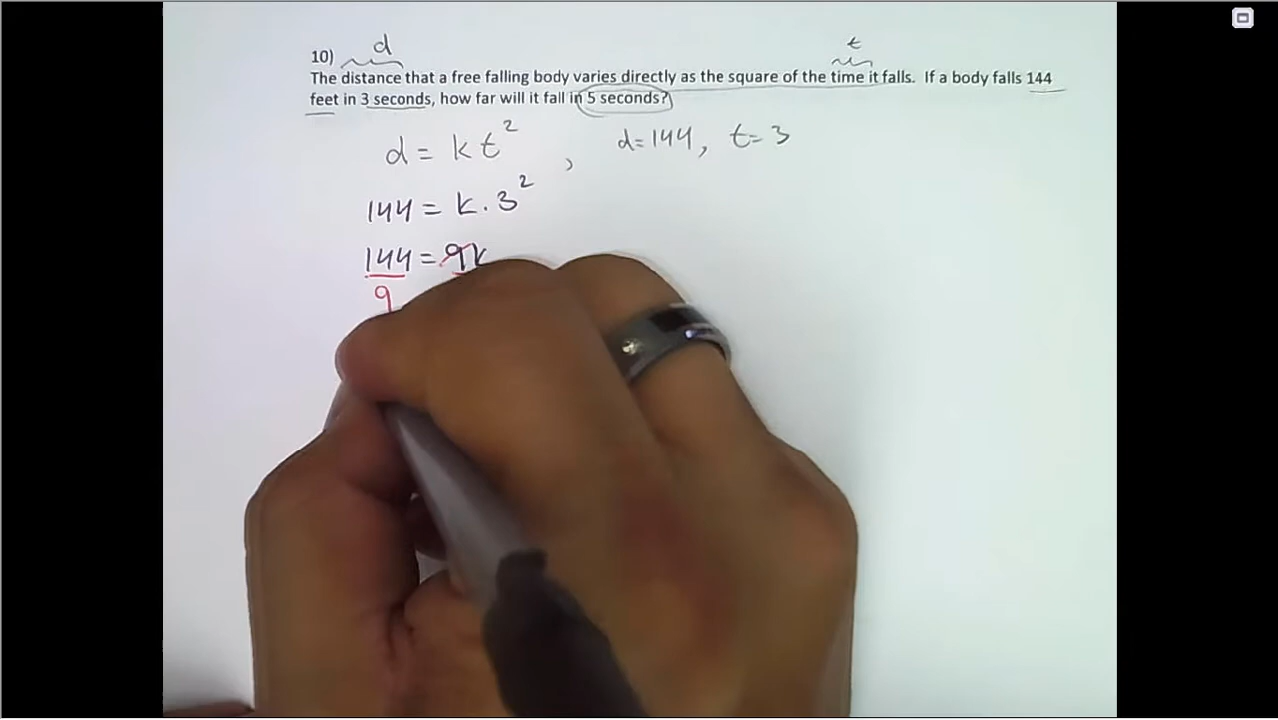 10)
d
t
The distance that a free falling body varies directly as the square of the time it falls. If a body falls 144
feet in 3 seconds, how far will it fall in 5 seconds?
d = kt² , d=144, t=3
144 = k.3²
144 = 9k
9